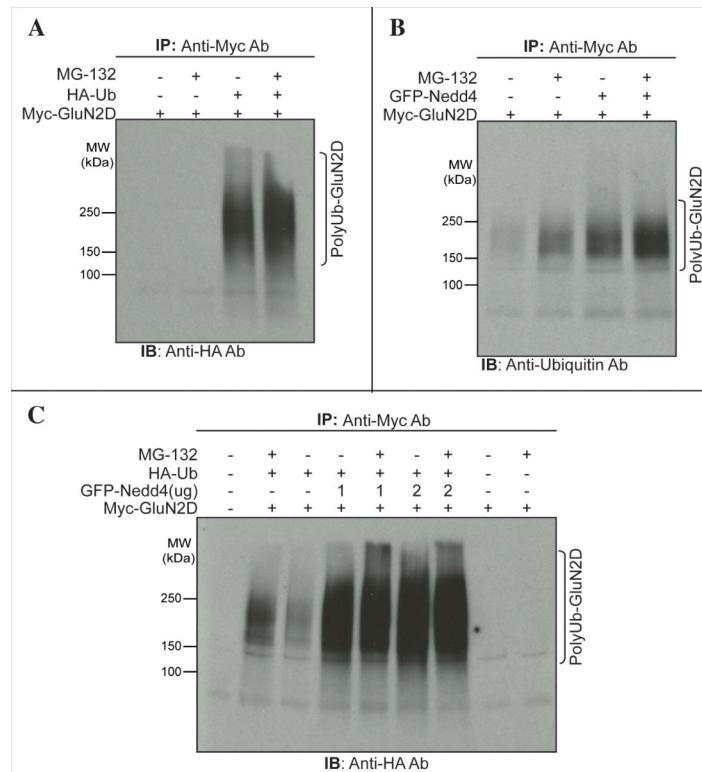 A
IP: Anti-Myc Ab
MG-132 - + - +
HA-Ub - - + +
Myc-GluN2D + + + +
MW
(kDa)
250
150
100
PolyUb-GluN2D
IB: Anti-HA Ab
B
IP: Anti-Myc Ab
MG-132 - + - +
GFP-Nedd4 - - + +
Myc-GluN2D + + + +
MW
(kDa)
250
150
100
PolyUb-GluN2D
IB: Anti-Ubiquitin Ab
C
IP: Anti-Myc Ab
MG-132 - + - - + - + - +
HA-Ub - + + + + + + - -
GFP-Nedd4(ug) - - - 1 1 2 2 - -
Myc-GluN2D - + + + + + + + +
MW
(kDa)
250
150
100
PolyUb-GluN2D
IB: Anti-HA Ab